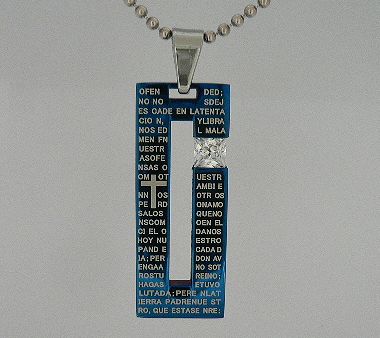 OFEN DED;
NO NO SDEJ
ES CADE EN LATENTA
CIO N, YLIBRA
NOS ED L MALA
MEN FN
UESTR
ASOFE
NSAS O
OM OT UESTR
AMBI E
NN OS OTR OS
PE RD ONAMO
SALOS QUENO
NSCOM OEN EL
CI EL O DANOS
HOY NU ESTRO
PAND E CADA D
IA; PER DON AV
ENGAA NO SOT
ROSTU REINO;
HAGAS ETUVO
LUTADA; PERE NLAT
IERRA PADRENUE ST
RO, QUE ESTASE NRE: